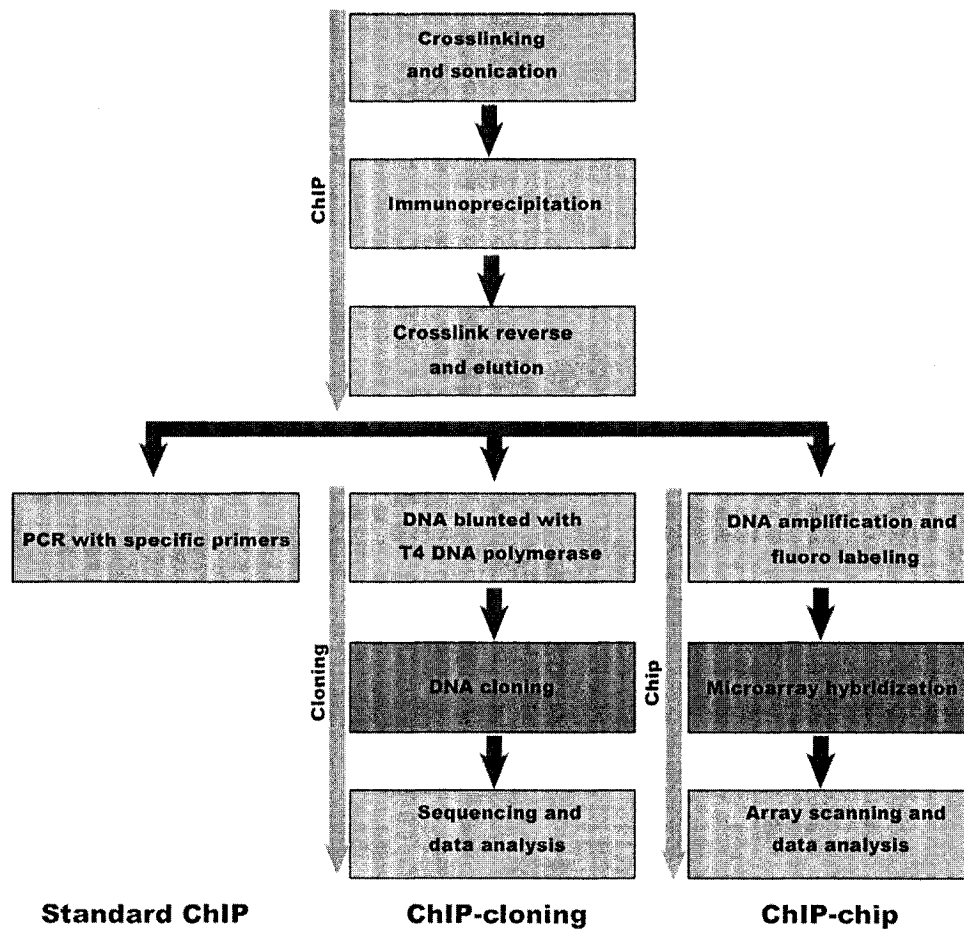 Crosslinking
and sonication
ChIP
Immunoprecipitation
Crosslink reverse
and elution
PCR with specific primers
Cloning
DNA blunted with
T4 DNA polymerase
DNA cloning
Sequencing and
data analysis
Chip
DNA amplification and
fluoro labeling
Microarray hybridization
Array scanning and
data analysis
Standard ChIP
ChIP-cloning
ChIP-chip